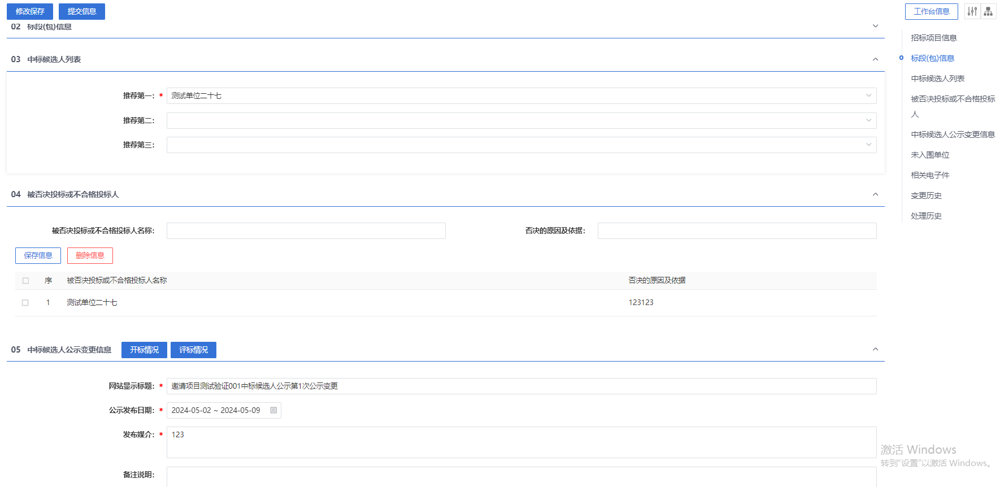 修改保存 提交信息 工作台信息
02 标段(包)信息
03 中标候选人列表
推荐第一： * 测试单位二十七
推荐第二：
推荐第三：
04 被否决投标或不合格投标人
被否决投标或不合格投标人名称： 否决的原因及依据：
保存信息 删除信息
序 被否决投标或不合格投标人名称 否决的原因及依据
1 测试单位二十七 123123
05 中标候选人公示变更信息 开标情况 评标情况
网站显示标题： * 邀请项目测试验证001中标候选人公示第1次公示变更
公示发布日期： * 2024-05-02 ~ 2024-05-09
发布媒介： * 123
备注说明：
招标项目信息
标段(包)信息
中标候选人列表
被否决投标或不合格投标
人
中标候选人公示变更信息
未入围单位
相关电子件
变更历史
处理历史
激活 Windows
转到"设置"以激活 Windows。